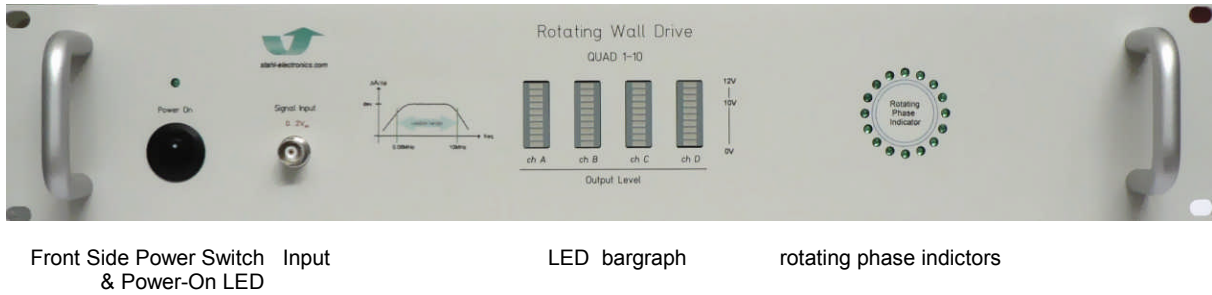 Rotating Wall Drive
QUAD 1-10
stahl-electronics.com
Power On
Signal Input
12V
10V
0V
ch A
ch B
ch C
ch D
Output Level
10MHz
freq
Rotating
Phase
Indicator
Front Side Power Switch
& Power-On LED
Input
LED bargraph
rotating phase indictors